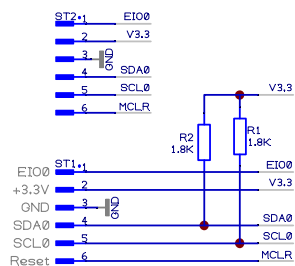 ST2 1 EIO0
2 V3.3
3 GND
4 SDA0
5 SCL0
6 MCLR
V3.3
R2 1.8K
R1 1.8K
ST1 1 EIO0
EIO0
+3.3V 2 V3.3
GND 3 GND
SDA0 4 SDA0
SCL0 5 SCL0
Reset 6 MCLR